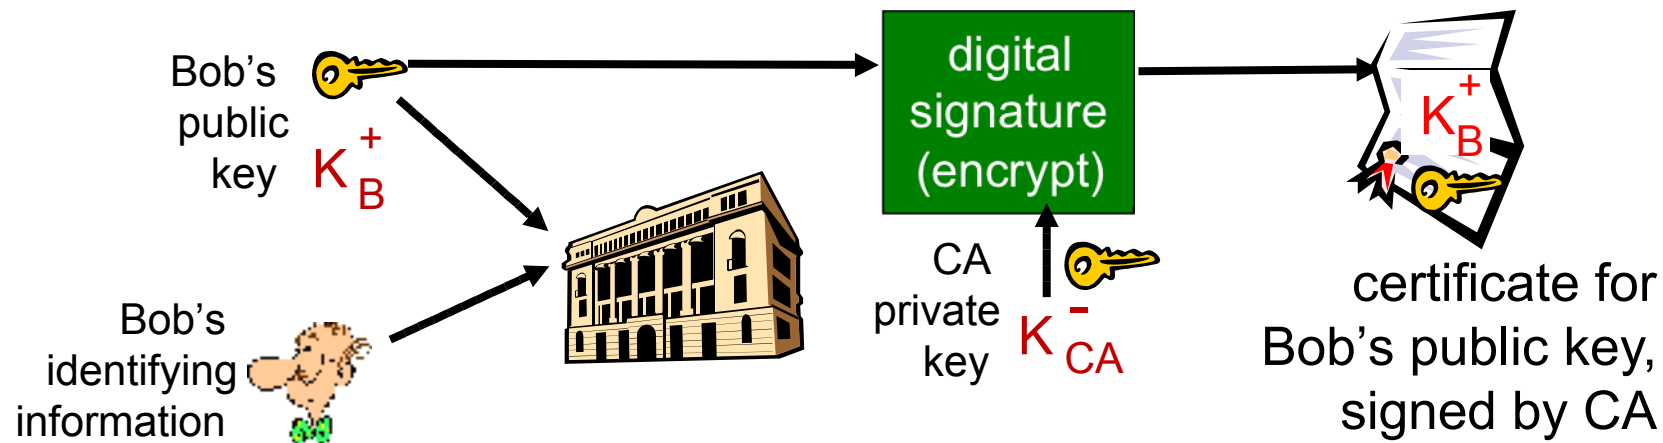 Bob’s
public
key
K
+
B
Bob’s
identifying
information
digital
signature
(encrypt)
CA
private
key
K
-
CA
K
+
B
certificate for
Bob’s public key,
signed by CA